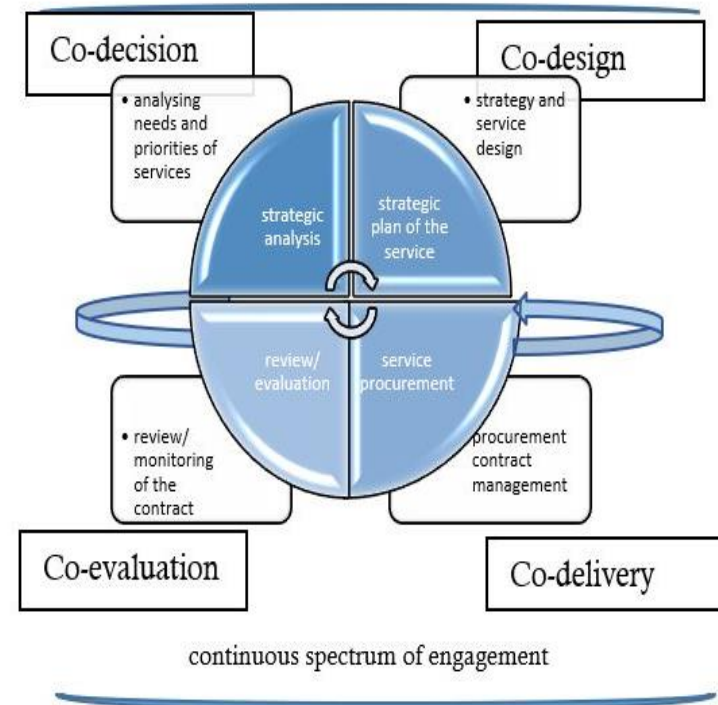 Co-decision
• analysing
needs and
priorities of
services
Co-design
• strategy and
service
design
strategic
analysis
strategic
plan of the
service
review/
evaluation
service
procurement
• review/
monitoring
of the
contract
procurement
contract
management
Co-evaluation
Co-delivery
continuous spectrum of engagement